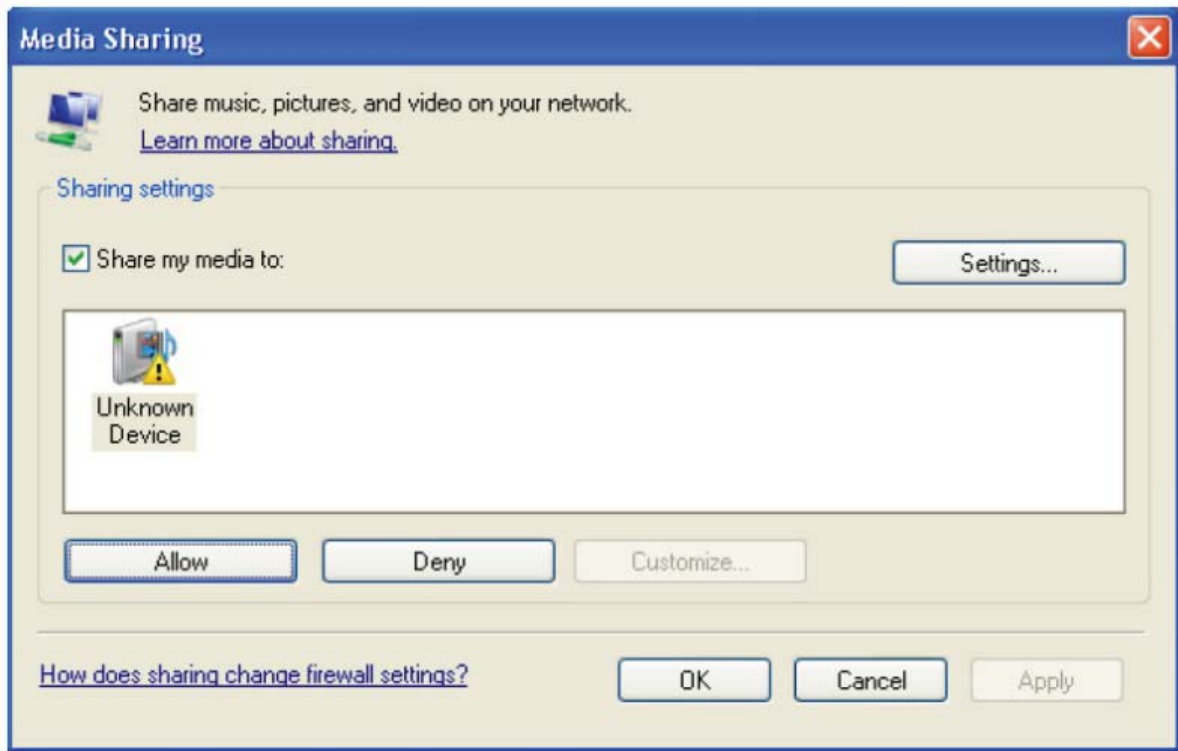 Media Sharing
Share music, pictures, and video on your network.
Learn more about sharing.
Sharing settings
Share my media to:
Settings...
Unknown
Device
Allow
Deny
Customize...
How does sharing change firewall settings?
OK
Cancel
Apply